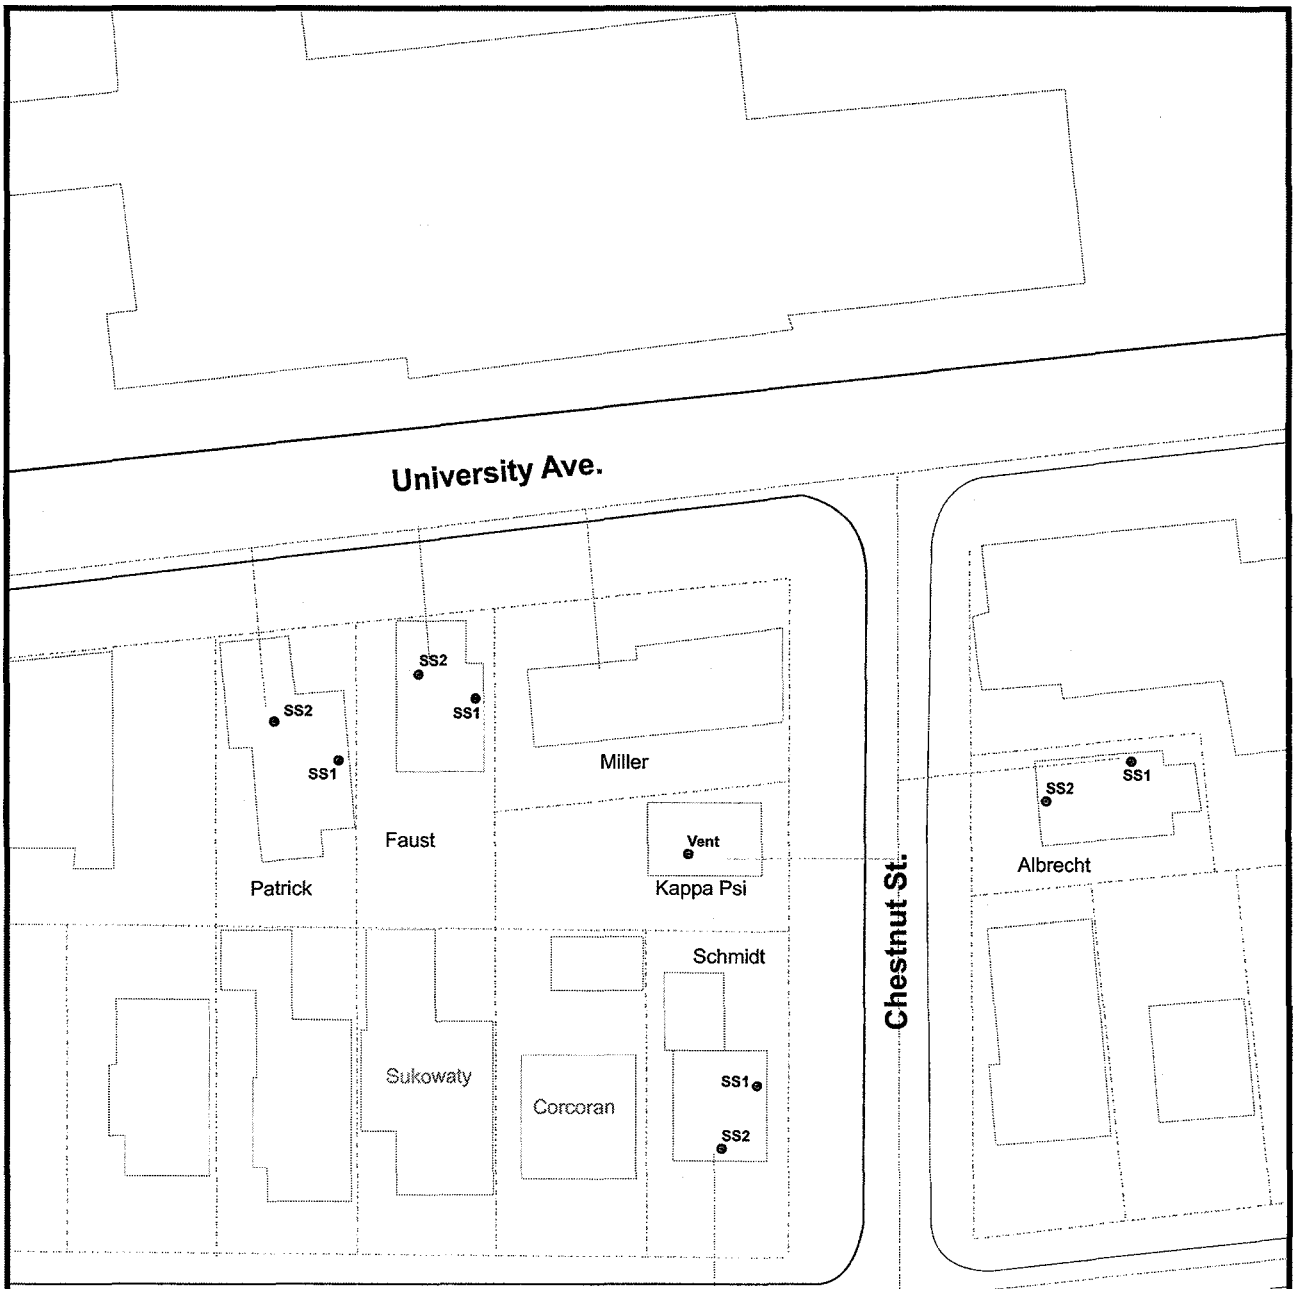 University Ave.
SS2
SS2
SS1
SS1
Miller
SS1
SS2
Faust
Vent
Chestnut St.
Albrecht
Patrick
Kappa Psi
Schmidt
Sukowaty
SS1
Corcoran
SS2